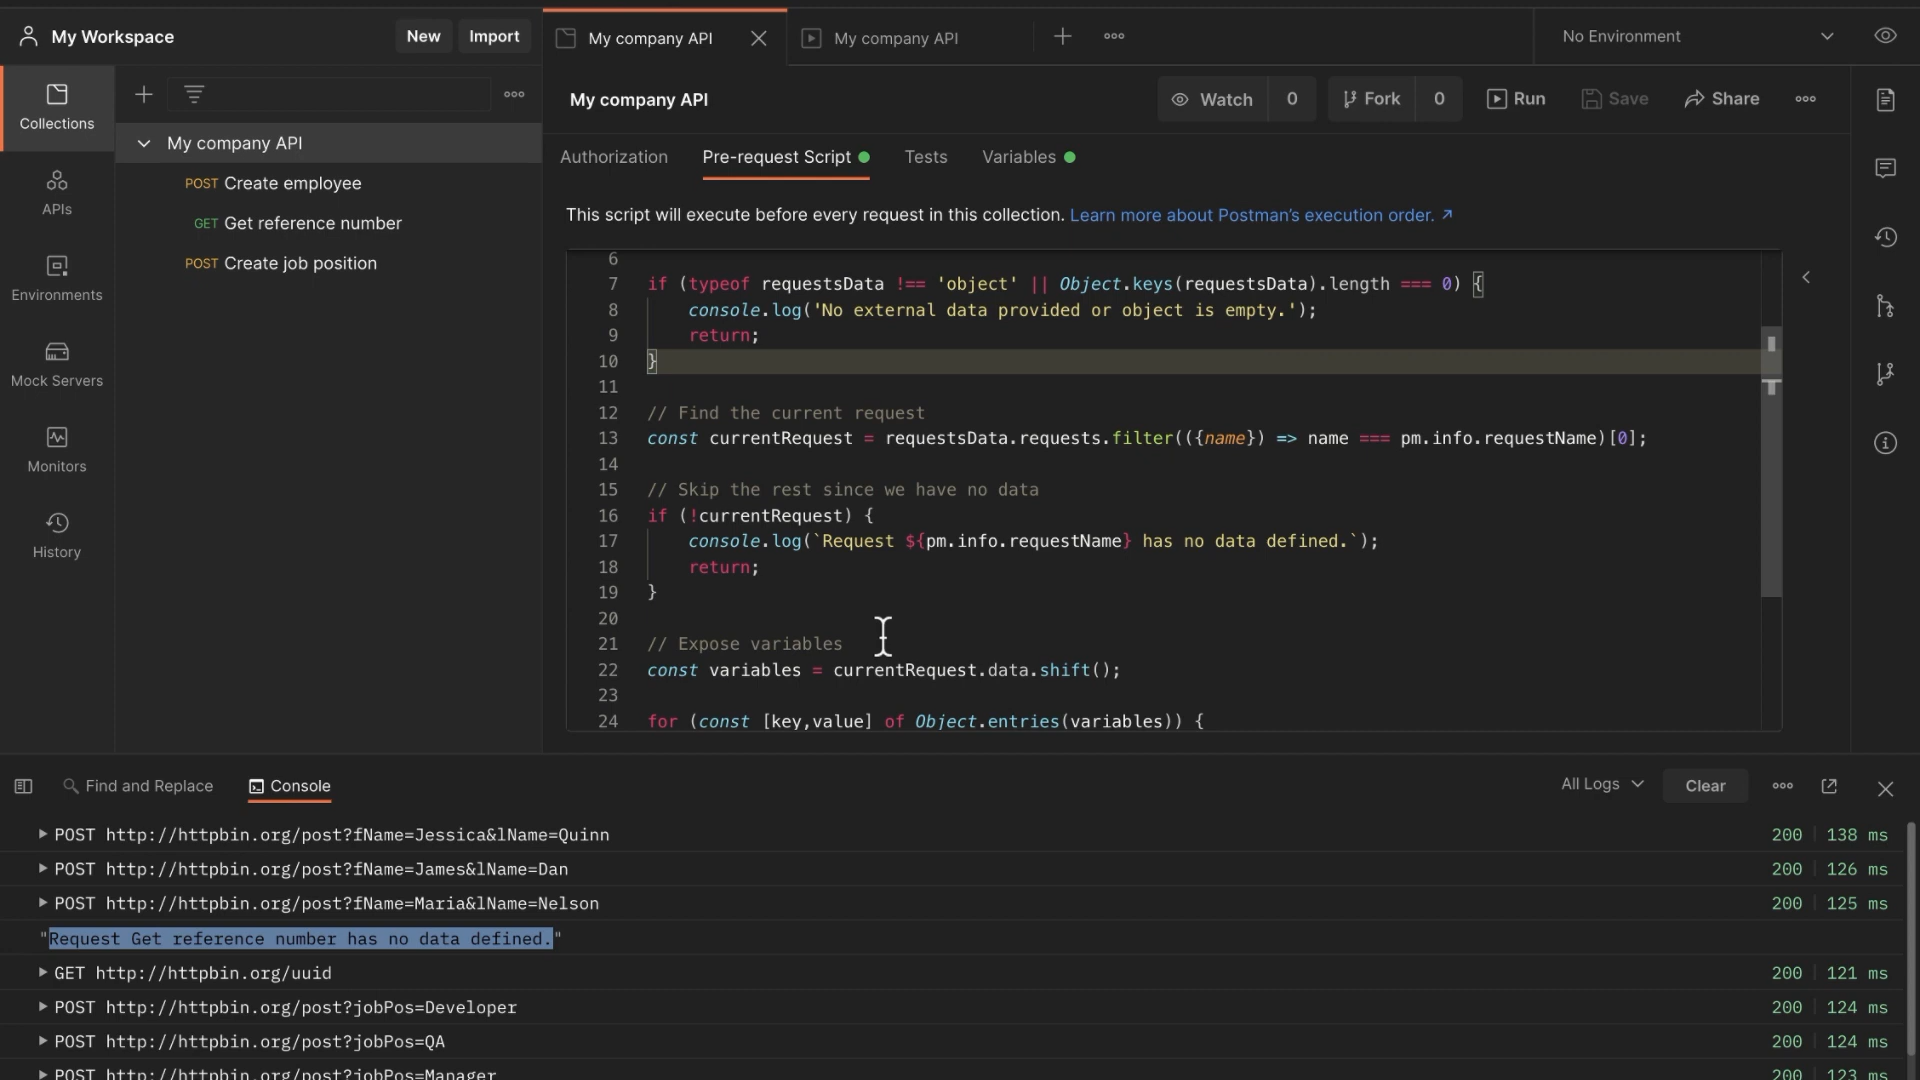 My Workspace
New
Import
My company API
My company API
No Environment
Collections
APIs
Environments
Mock Servers
Monitors
History
My company API
POST Create employee
GET Get reference number
POST Create job position
My company API
Watch 0
Fork 0
Run
Save
Share
Authorization
Pre-request Script
Tests
Variables
This script will execute before every request in this collection. Learn more about Postman's execution order. ↗
6
7 if (typeof requestsData !== 'object' || Object.keys(requestsData).length === 0) {
8 console.log('No external data provided or object is empty.');
9 return;
10 }
11
12 // Find the current request
13 const currentRequest = requestsData.requests.filter(({name}) => name === pm.info.requestName)[0];
14
15 // Skip the rest since we have no data
16 if (!currentRequest) {
17 console.log(`Request ${pm.info.requestName} has no data defined.`);
18 return;
19 }
20
21 // Expose variables
22 const variables = currentRequest.data.shift();
23
24 for (const [key,value] of Object.entries(variables)) {
Find and Replace
Console
All Logs
Clear
POST http://httpbin.org/post?fName=Jessica&lName=Quinn 200 138 ms
POST http://httpbin.org/post?fName=James&lName=Dan 200 126 ms
POST http://httpbin.org/post?fName=Maria&lName=Nelson 200 125 ms
"Request Get reference number has no data defined."
GET http://httpbin.org/uuid 200 121 ms
POST http://httpbin.org/post?jobPos=Developer 200 124 ms
POST http://httpbin.org/post?jobPos=QA 200 124 ms
POST http://httpbin.org/post?jobPos=Manager 200 123 ms